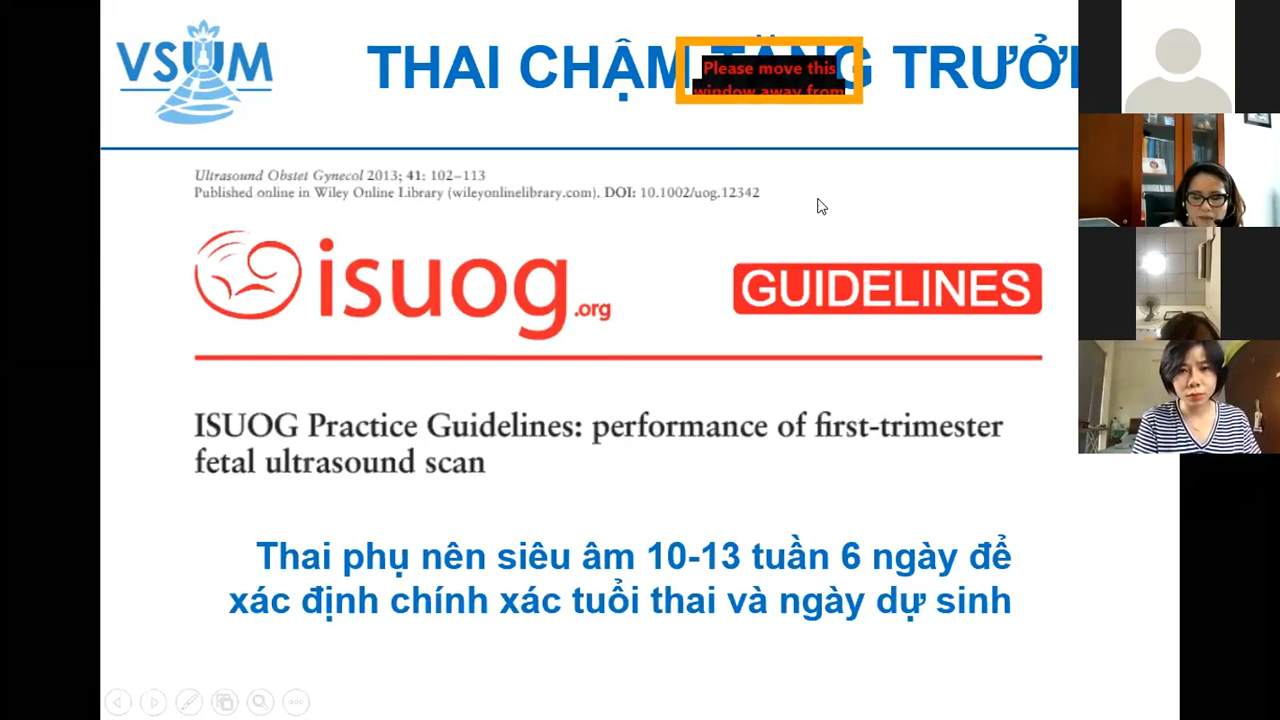 VSUM
THAI CHẬM TĂNG TRƯỞ
Please move this
window away from
Ultrasound Obstet Gynecol 2013; 41: 102–113
Published online in Wiley Online Library (wileyonlinelibrary.com). DOI: 10.1002/uog.12342
isuog.org
GUIDELINES
ISUOG Practice Guidelines: performance of first-trimester
fetal ultrasound scan
Thai phụ nên siêu âm 10-13 tuần 6 ngày để
xác định chính xác tuổi thai và ngày dự sinh